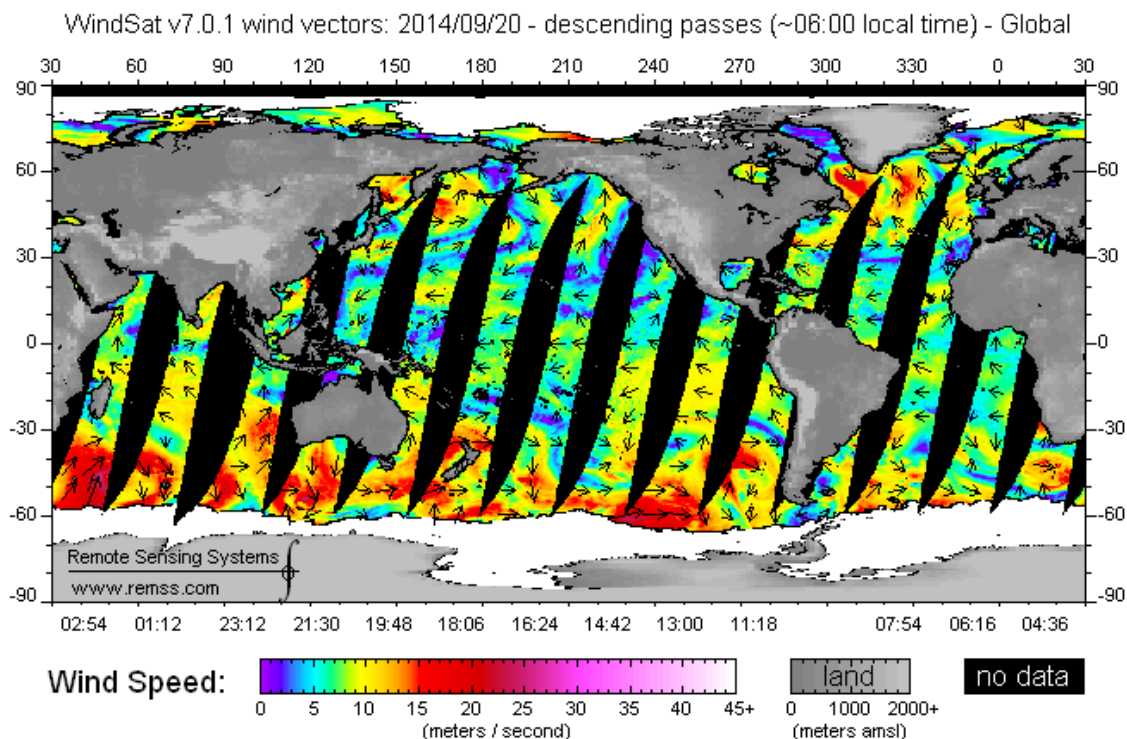 WindSat v7.0.1 wind vectors: 2014/09/20 - descending passes (~06:00 local time) - Global
30 60 90 120 150 180 210 240 270 300 330 0 30
90 90
60 60
30 30
0 0
-30 -30
-60 -60
Remote Sensing Systems
www.remss.com
-90 -90
02:54 01:12 23:12 21:30 19:48 18:06 16:24 14:42 13:00 11:18 07:54 06:16 04:36
Wind Speed: land no data
0 5 10 15 20 25 30 35 40 45+ 0 1000 2000+
(meters / second) (meters amsl)